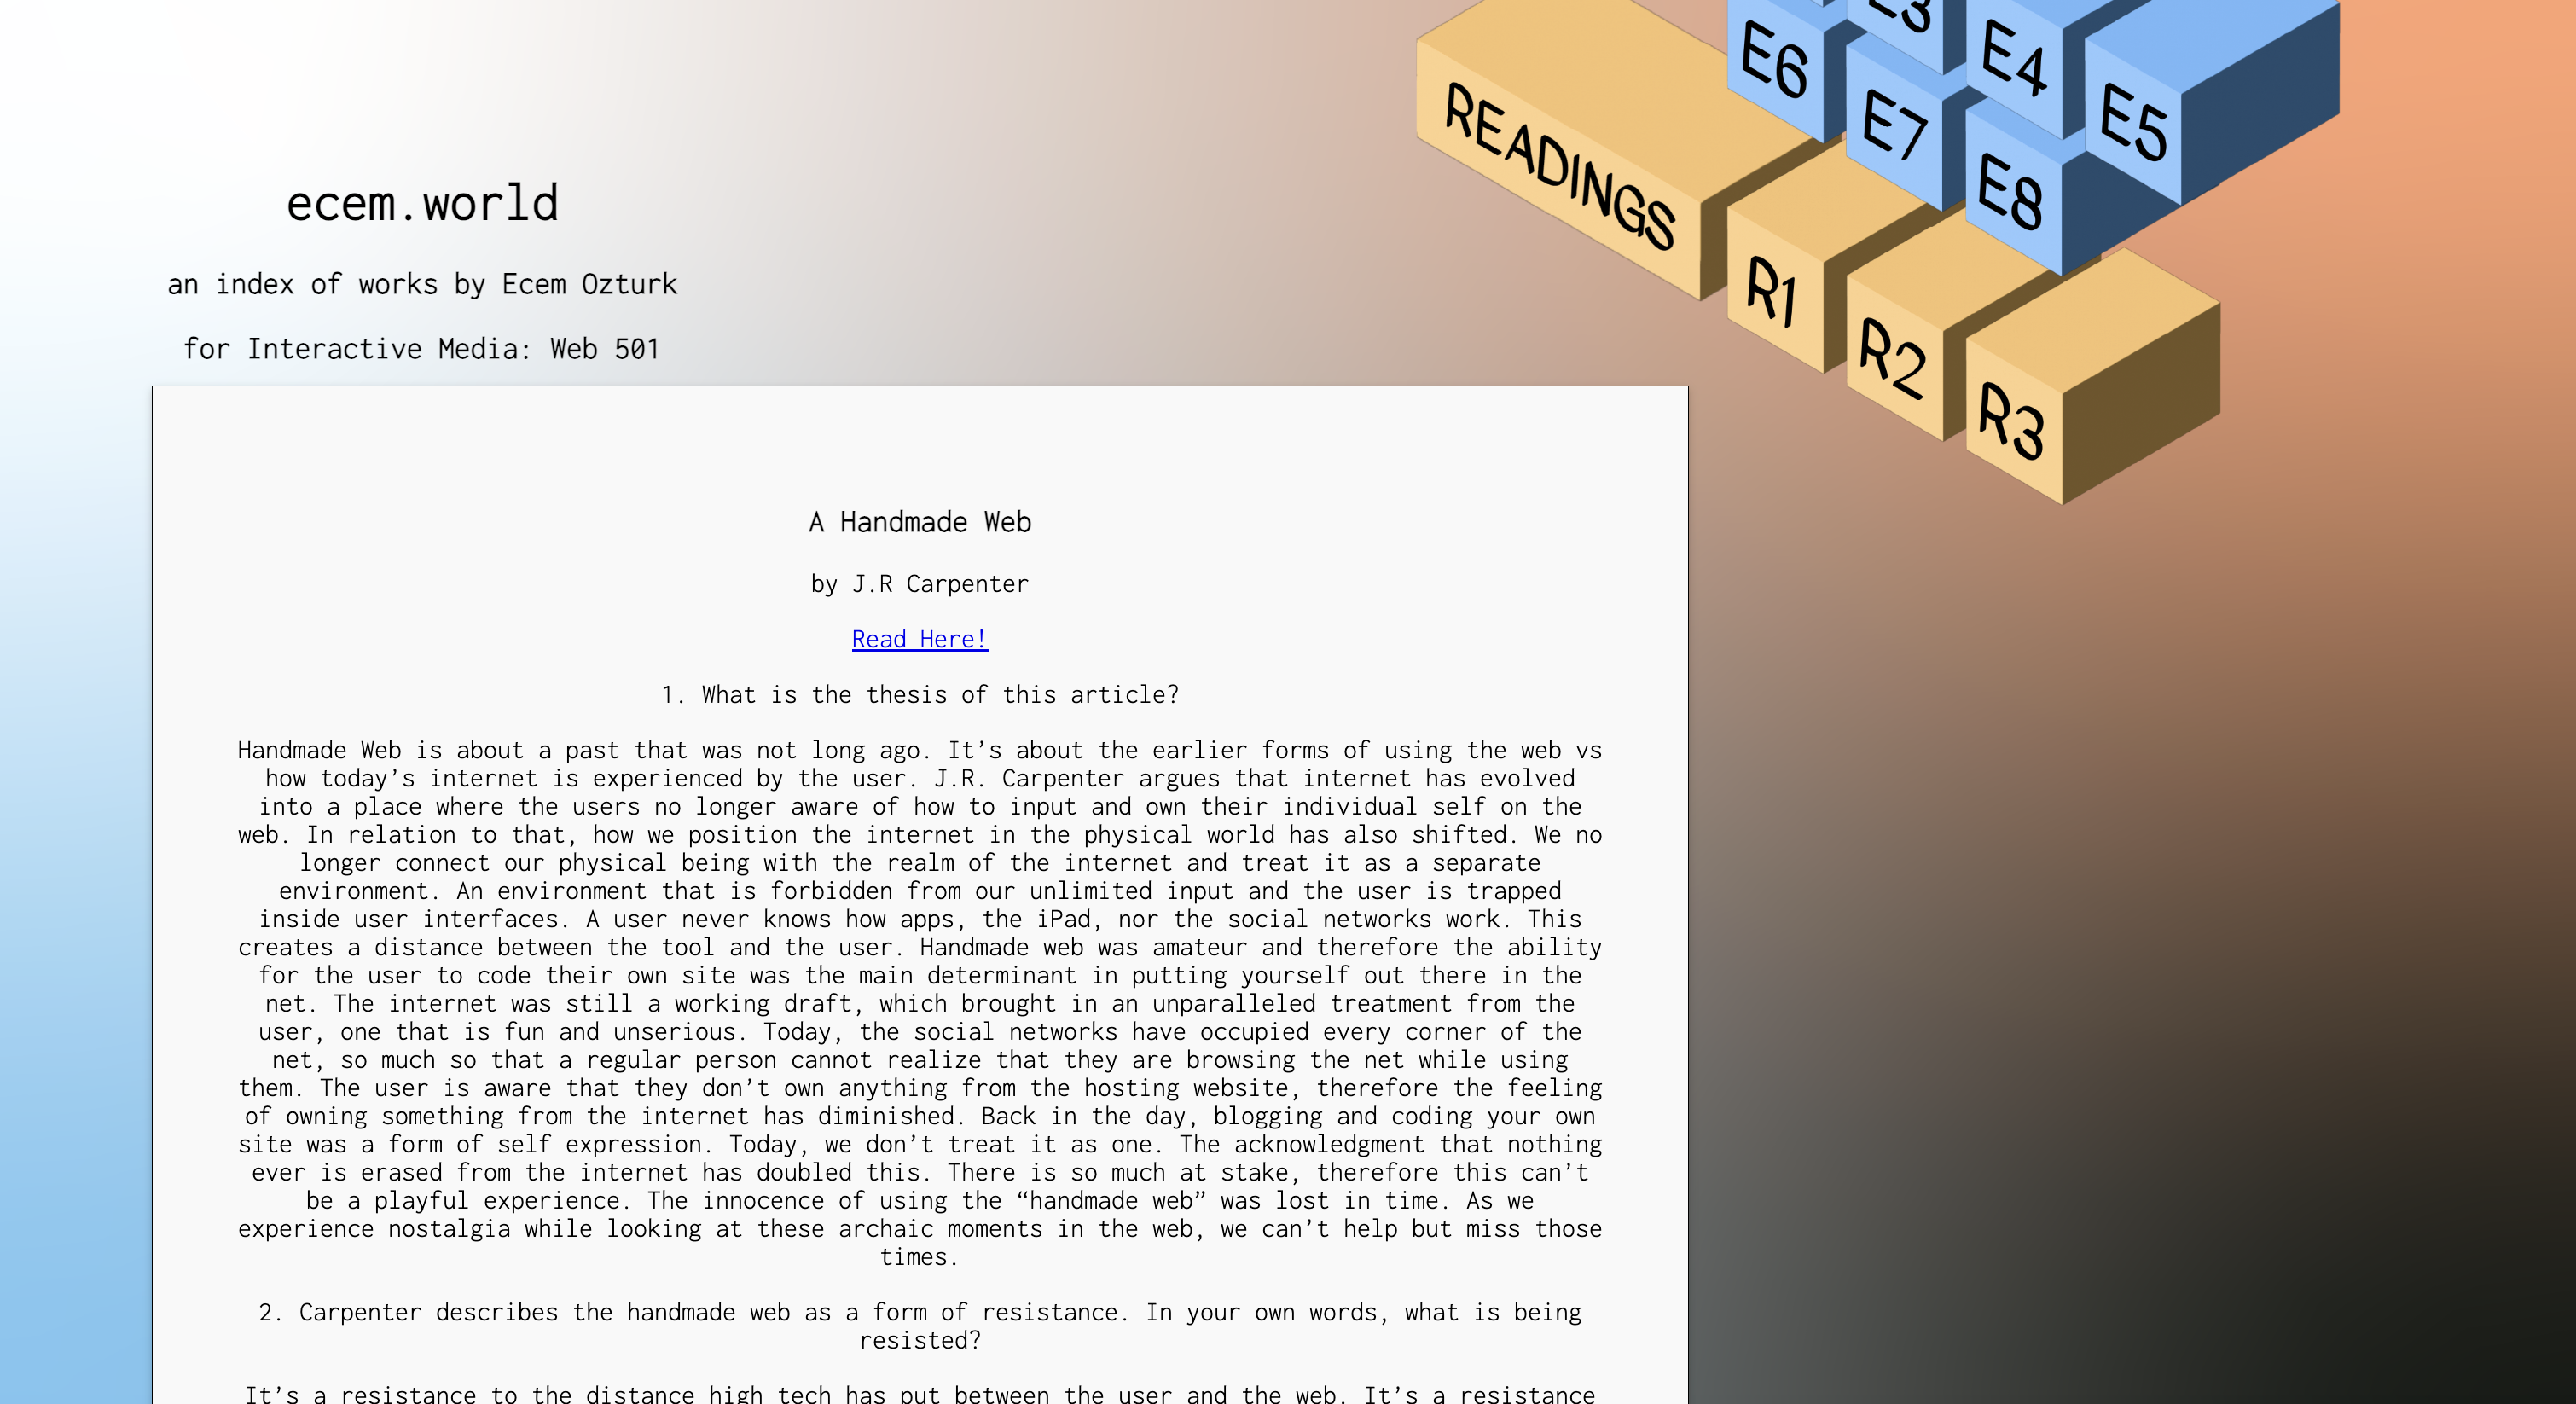 E3
E6
E4
E7
E5
E8
READINGS
R1
R2
R3
ecem.world
an index of works by Ecem Ozturk
for Interactive Media: Web 501
A Handmade Web
by J.R Carpenter
Read Here!
1. What is the thesis of this article?
Handmade Web is about a past that was not long ago. It’s about the earlier forms of using the web vs
how today’s internet is experienced by the user. J.R. Carpenter argues that internet has evolved
into a place where the users no longer aware of how to input and own their individual self on the
web. In relation to that, how we position the internet in the physical world has also shifted. We no
longer connect our physical being with the realm of the internet and treat it as a separate
environment. An environment that is forbidden from our unlimited input and the user is trapped
inside user interfaces. A user never knows how apps, the iPad, nor the social networks work. This
creates a distance between the tool and the user. Handmade web was amateur and therefore the ability
for the user to code their own site was the main determinant in putting yourself out there in the
net. The internet was still a working draft, which brought in an unparalleled treatment from the
user, one that is fun and unserious. Today, the social networks have occupied every corner of the
net, so much so that a regular person cannot realize that they are browsing the net while using
them. The user is aware that they don’t own anything from the hosting website, therefore the feeling
of owning something from the internet has diminished. Back in the day, blogging and coding your own
site was a form of self expression. Today, we don’t treat it as one. The acknowledgment that nothing
ever is erased from the internet has doubled this. There is so much at stake, therefore this can’t
be a playful experience. The innocence of using the “handmade web” was lost in time. As we
experience nostalgia while looking at these archaic moments in the web, we can’t help but miss those
times.
2. Carpenter describes the handmade web as a form of resistance. In your own words, what is being
resisted?
It’s a resistance to the distance high tech has put between the user and the web. It’s a resistance